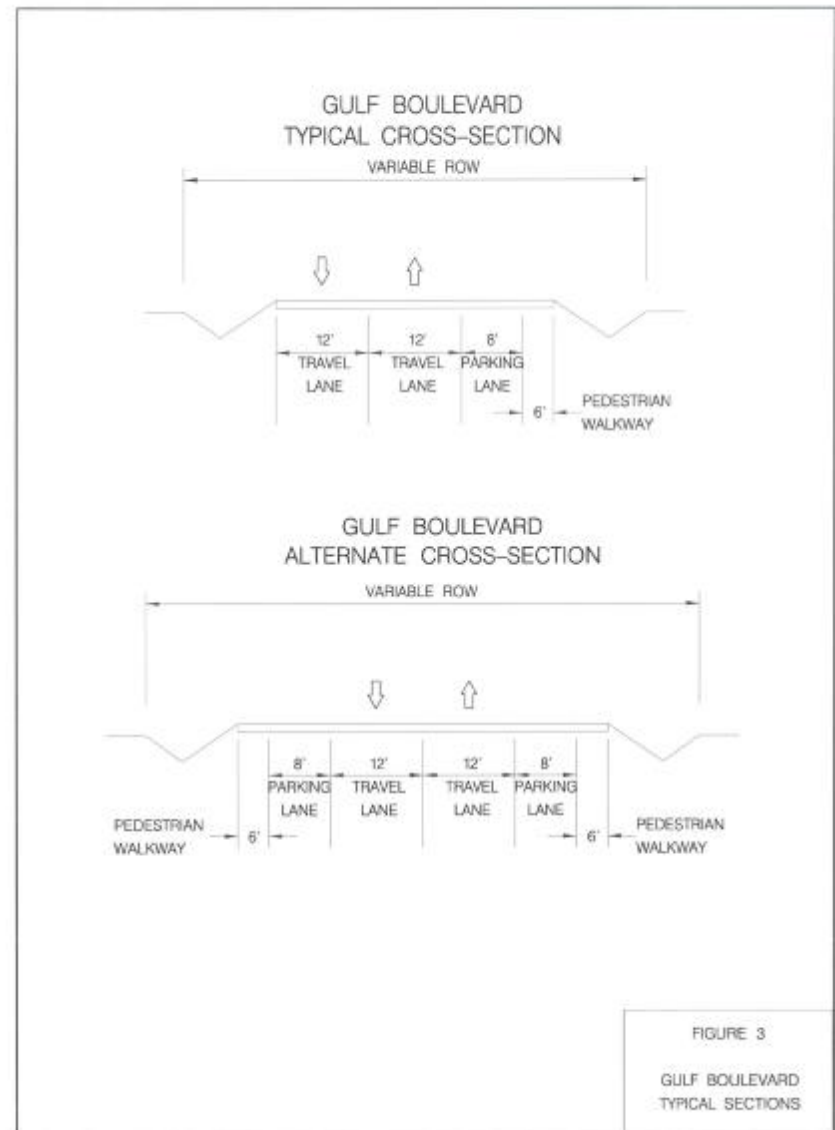 GULF BOULEVARD
TYPICAL CROSS-SECTION
VARIABLE ROW
12' 12' 8'
TRAVEL TRAVEL PARKING
LANE LANE LANE
6' PEDESTRIAN
WALKWAY
GULF BOULEVARD
ALTERNATE CROSS-SECTION
VARIABLE ROW
8' 12' 12' 8'
PARKING TRAVEL TRAVEL PARKING
LANE LANE LANE LANE
PEDESTRIAN 6' 6' PEDESTRIAN
WALKWAY WALKWAY
FIGURE 3
GULF BOULEVARD
TYPICAL SECTIONS